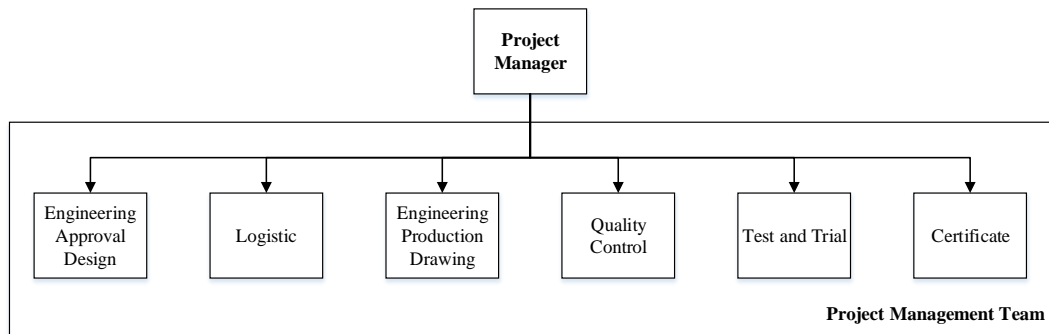 Project
Manager
Engineering
Approval
Design
Logistic
Engineering
Production
Drawing
Quality
Control
Test and Trial
Certificate
Project Management Team